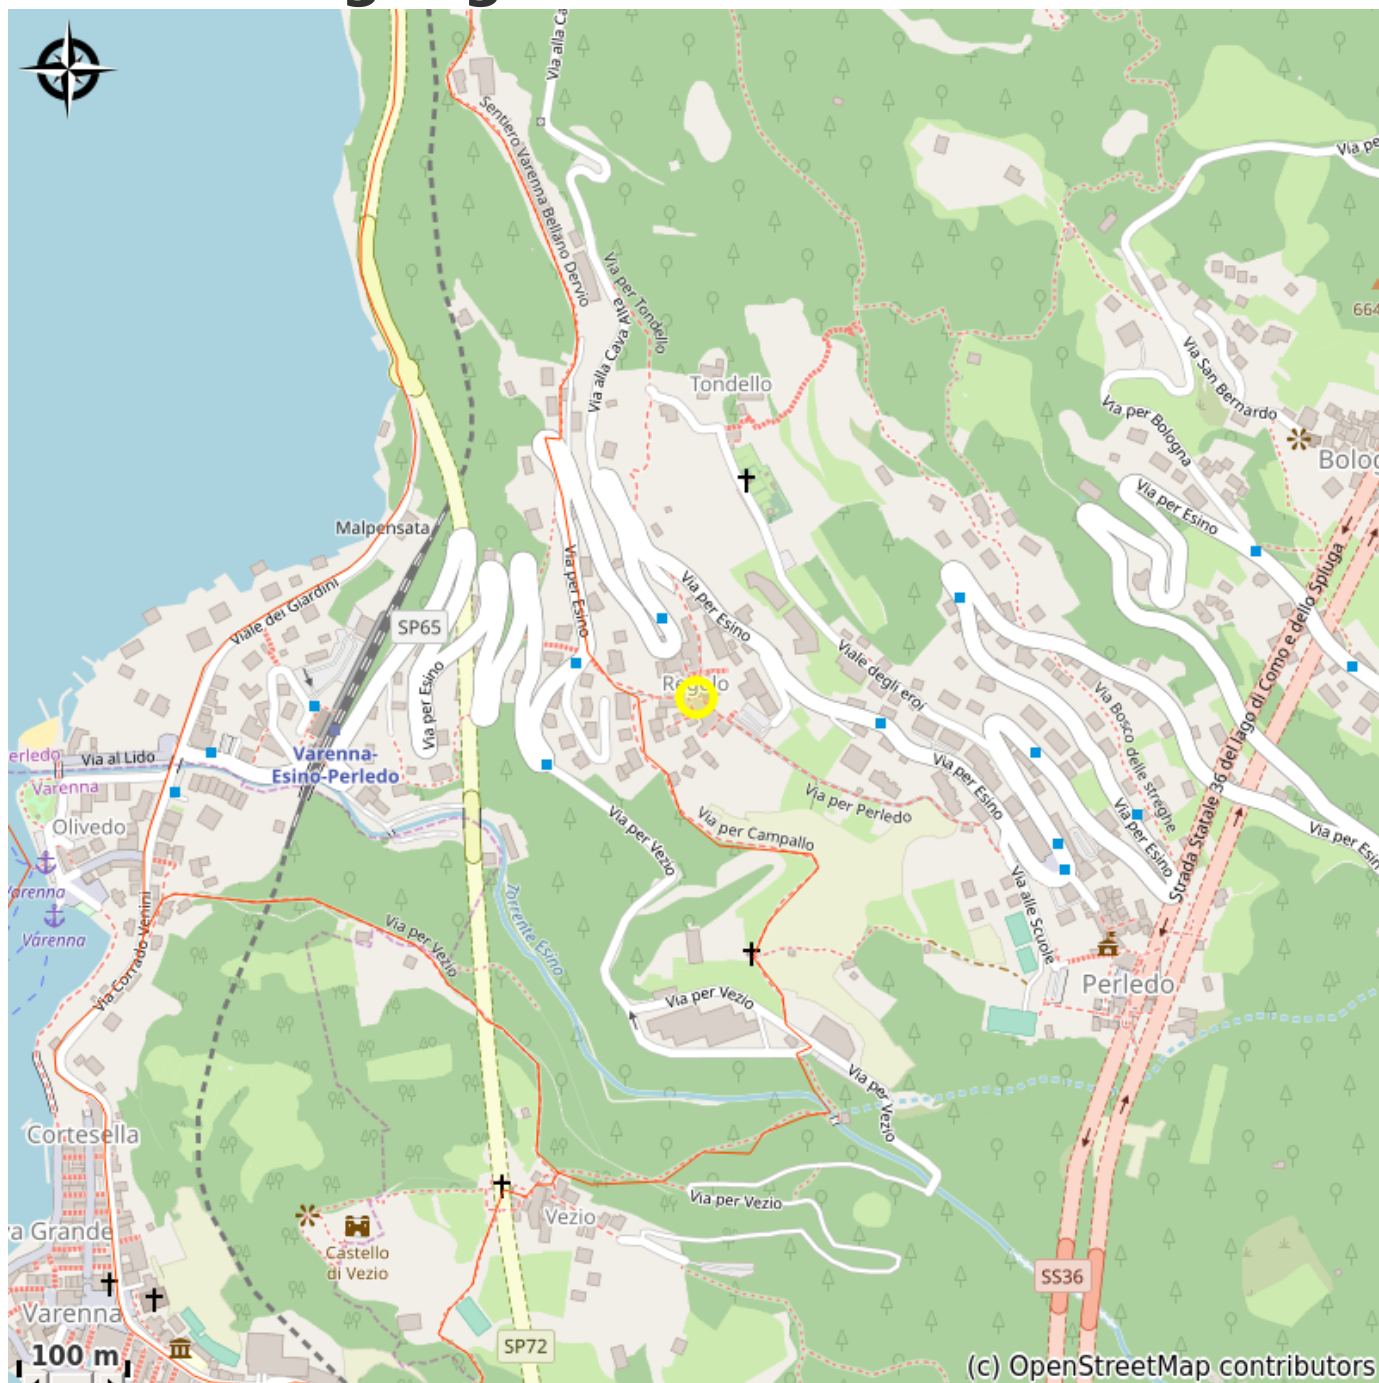 Via alla Ca
Sentiero Varenna Bellano Dervio
Via pe
Via per Tondello
Via alla Cava Alta
664
Tondello
Via San Bernardo
Via per Bologna
Bolog
Via per Esino
Malpensata
Via per Esino
Via per Esino
Viale dei Giardini
SP65
Strada Statale 36 del lago di Como e dello Spluga
Viale degli eroi
Regolo
Via per Esino
Via Bosco delle streghe
erledo
Via al Lido
Varenna-
Esino-Perledo
Varenna
Via per Esino
Via per Perledo
Via per Esino
Via per Esin
Olivedo
Via per Vezio
Via per Campallo
Varenna
Torrente Esino
Via alle Scuole
Varenna
Via per Vezio
Via Corrado Venini
Perledo
Via per Vezio
Via per Vezio
Cortesella
Via per Vezio
Vezio
ra Grande
Castello
di Vezio
SS36
Varenna
SP72
100 m
(c) OpenStreetMap contributors